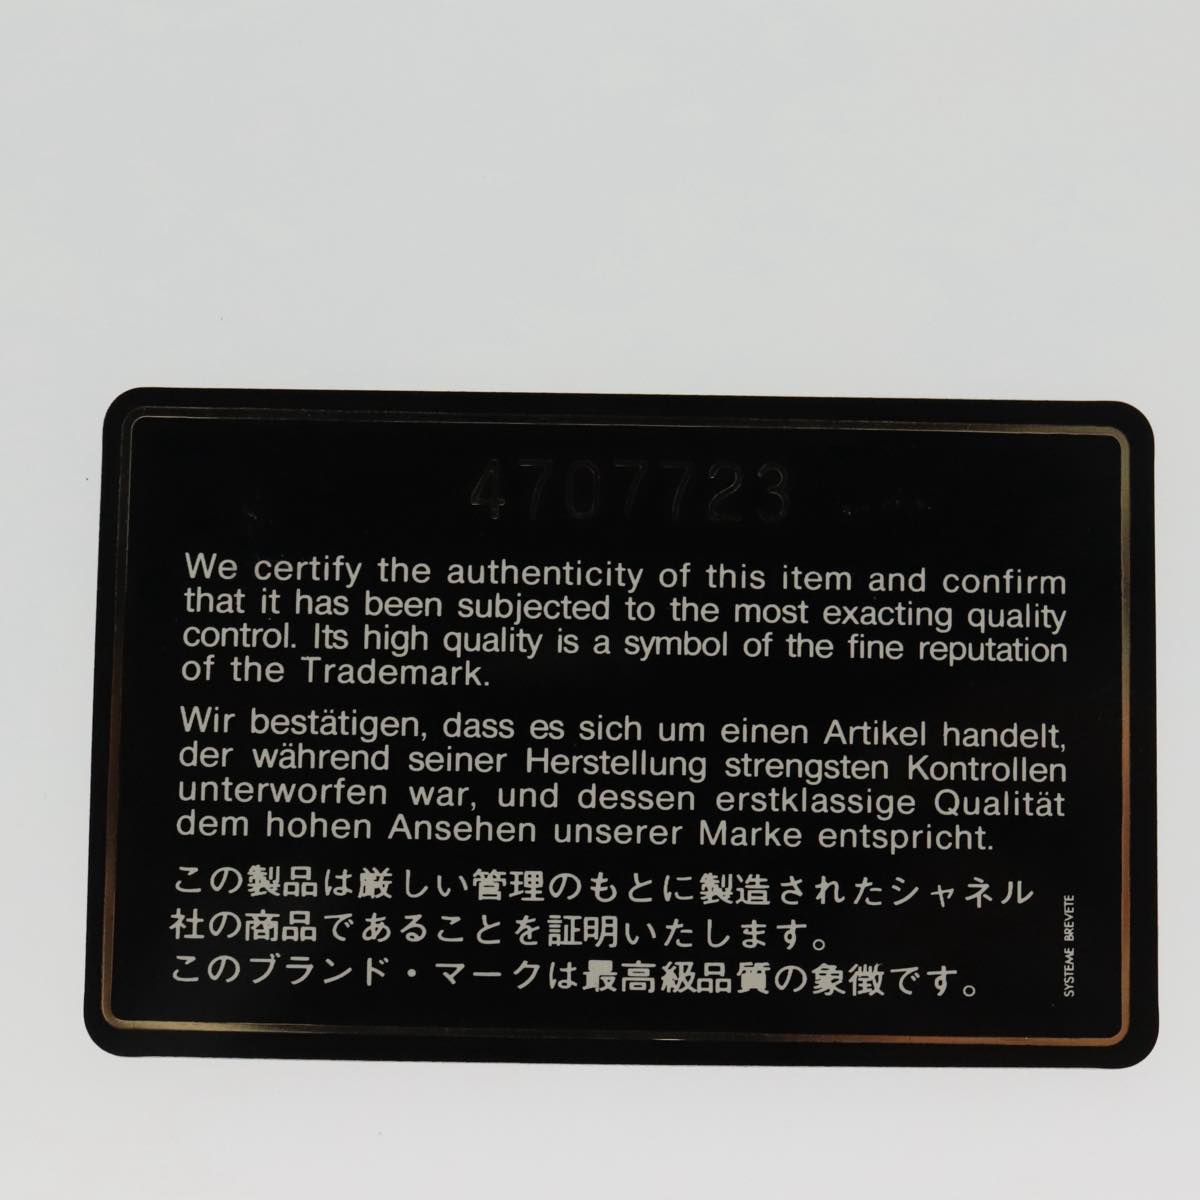 4707723
We certify the authenticity of this item and confirm
that it has been subjected to the most exacting quality
control. Its high quality is a symbol of the fine reputation
of the Trademark.
Wir bestätigen, dass es sich um einen Artikel handelt,
der während seiner Herstellung strengsten Kontrollen
unterworfen war, und dessen erstklassige Qualität
dem hohen Ansehen unserer Marke entspricht.
この製品は厳しい管理のもとに製造されたシャネル
社の商品であることを証明いたします。
このブランド・マークは最高級品質の象徴です。
SYSTEME BREVETE